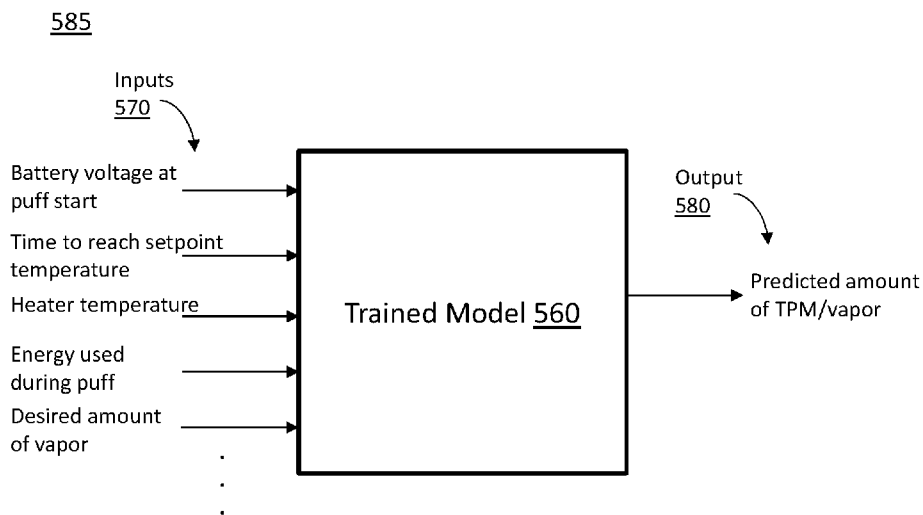 585
Inputs
570
Battery voltage at
puff start
Time to reach setpoint
temperature
Heater temperature
Energy used
during puff
Desired amount
of vapor
Trained Model 560
Output
580
Predicted amount
of TPM/vapor